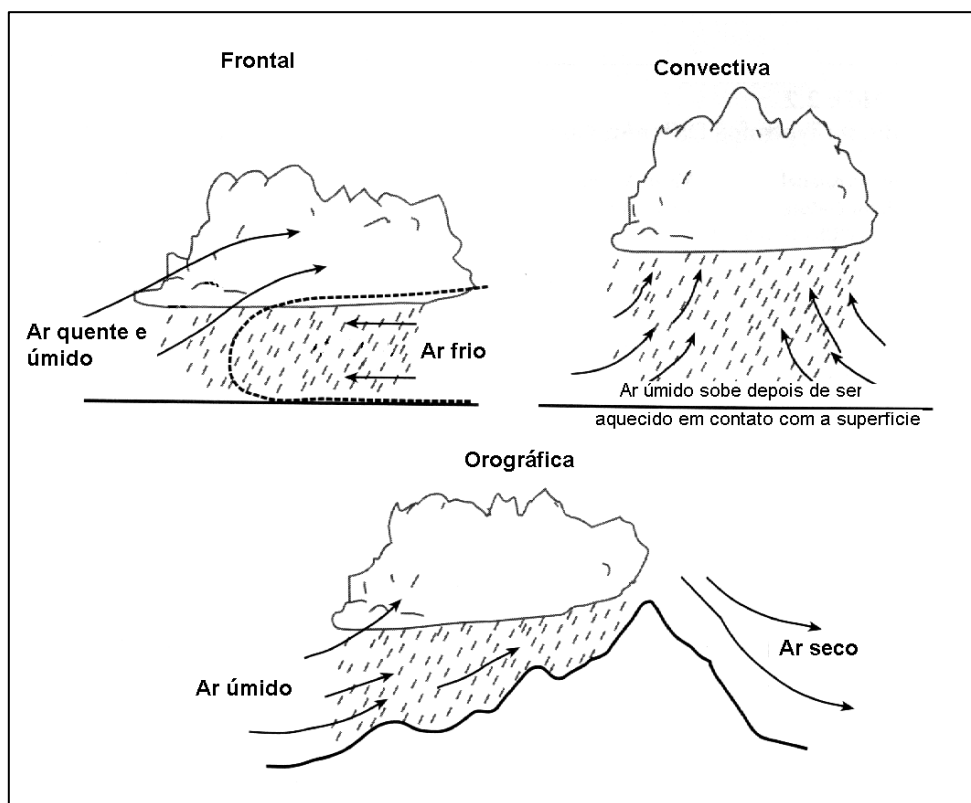 Frontal
Convectiva
Ar quente e
úmido
Ar frio
Ar úmido sobe depois de ser
aquecido em contato com a superficie
Orográfica
Ar úmido
Ar seco